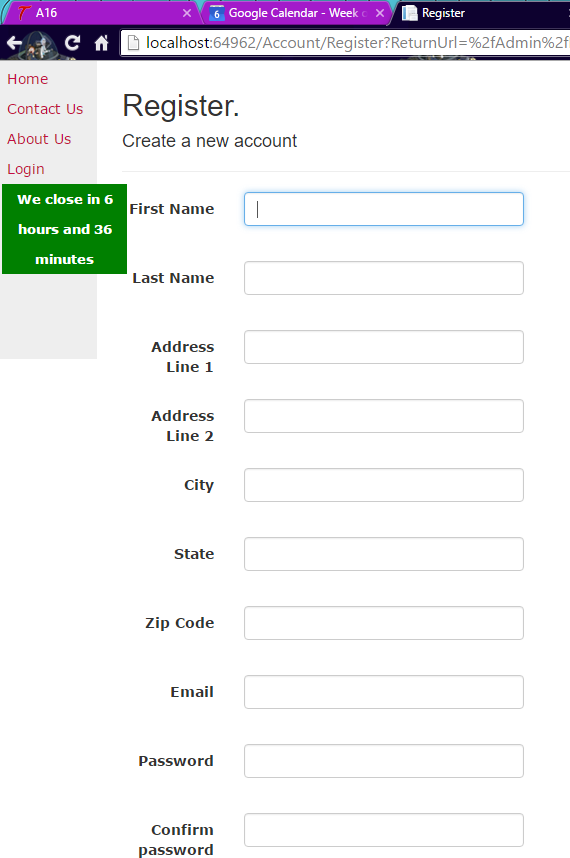 A16
6 Google Calendar - Week
Register
localhost:64962/Account/Register?ReturnUrl=%2fAdmin%2f
Home
Contact Us
About Us
Login
We close in 6
hours and 36
minutes
Register.
Create a new account
First Name
Last Name
Address
Line 1
Address
Line 2
City
State
Zip Code
Email
Password
Confirm
password